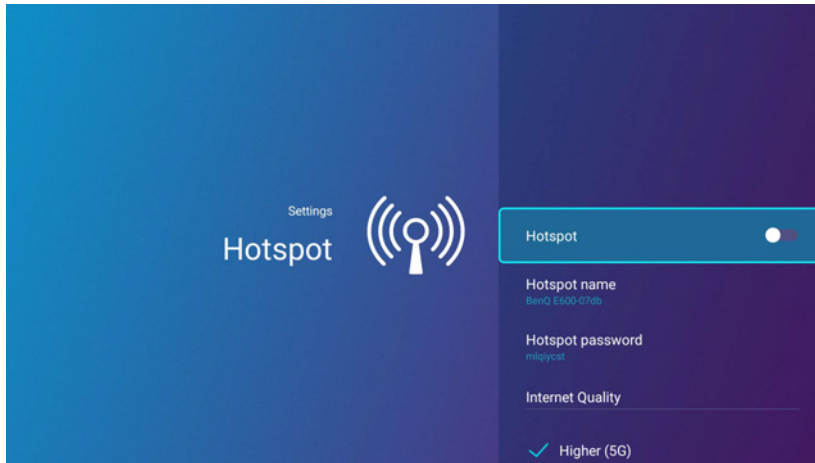 Settings
Hotspot
Hotspot
Hotspot name
BenQ E600-07db
Hotspot password
mlqiycst
Internet Quality
Higher (5G)